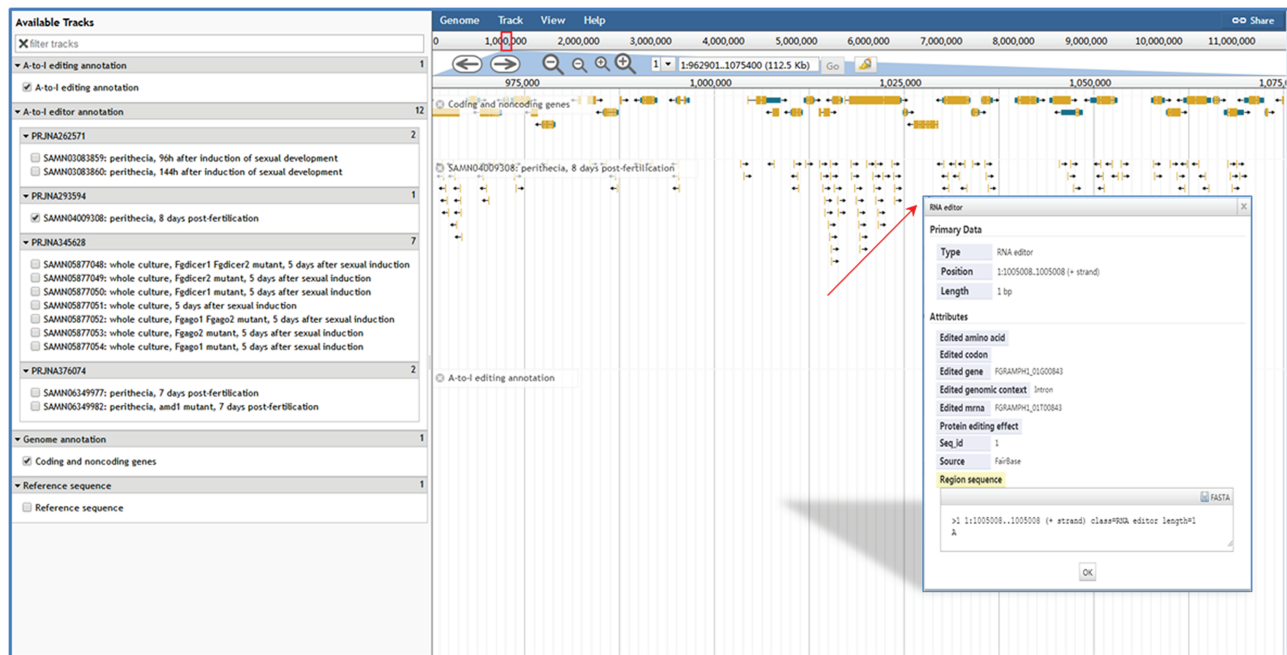 Available Tracks
filter tracks
A-to-I editing annotation 1
A-to-I editing annotation
A-to-I editor annotation 12
PRJNA262571 2
SAMN03083859: perithecia, 96h after induction of sexual development
SAMN03083860: perithecia, 144h after induction of sexual development
PRJNA293594 1
SAMN04009308: perithecia, 8 days post-fertilication
PRJNA345628 7
SAMN05877048: whole culture, Fgdicer1 Fgdicer2 mutant, 5 days after sexual induction
SAMN05877049: whole culture, Fgdicer2 mutant, 5 days after sexual induction
SAMN05877050: whole culture, Fgdicer1 mutant, 5 days after sexual induction
SAMN05877051: whole culture, 5 days after sexual induction
SAMN05877052: whole culture, Fgago1 Fgago2 mutant, 5 days after sexual induction
SAMN05877053: whole culture, Fgago2 mutant, 5 days after sexual induction
SAMN05877054: whole culture, Fgago1 mutant, 5 days after sexual induction
PRJNA376074 2
SAMN06349977: perithecia, 7 days post-fertilication
SAMN06349982: perithecia, amd1 mutant, 7 days post-fertilication
Genome annotation 1
Coding and noncoding genes
Reference sequence 1
Reference sequence
Genome Track View Help Share
0 1,000,000 2,000,000 3,000,000 4,000,000 5,000,000 6,000,000 7,000,000 8,000,000 9,000,000 10,000,000 11,000,000
1 1:962901..1075400 (112.5 Kb) Go
975,000 1,000,000 1,025,000 1,050,000 1,075,
Coding and noncoding genes
SAMN04009308: perithecia, 8 days post-fertilication
A-to-I editing annotation
RNA editor X
Primary Data
Type RNA editor
Position 1:1005008..1005008 (+ strand)
Length 1 bp
Attributes
Edited amino acid
Edited codon
Edited gene FGRAMPH1_01G00843
Edited genomic context Intron
Edited mrna FGRAMPH1_01T00843
Protein editing effect
Seq_id 1
Source FairBase
Region sequence
FASTA
>1 1:1005008..1005008 (+ strand) class=RNA editor length=1
A
OK